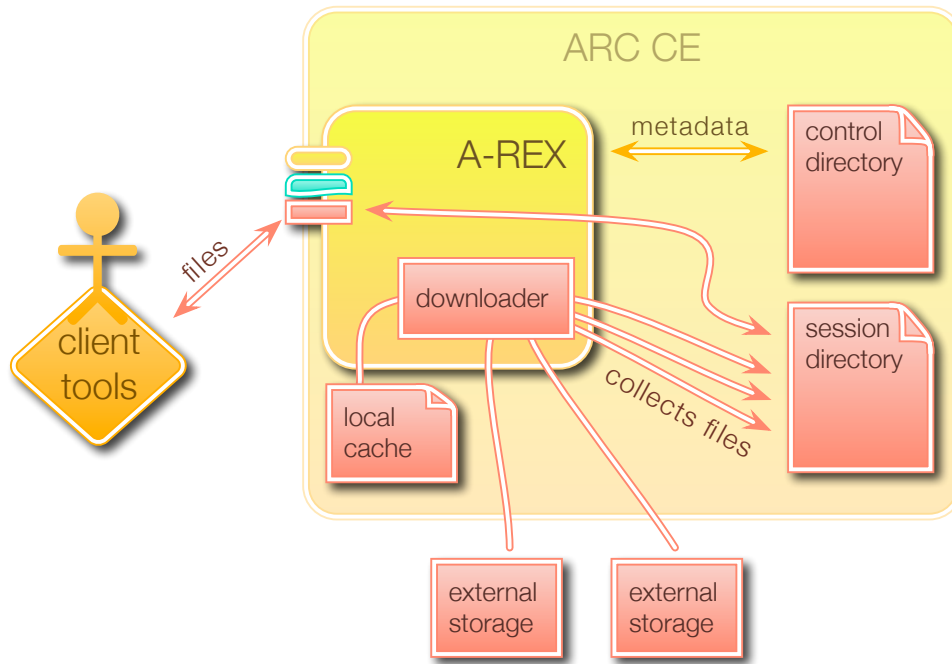 ARC CE
A-REX
metadata
control
directory
files
downloader
client
tools
session
directory
collects files
local
cache
external
storage
external
storage